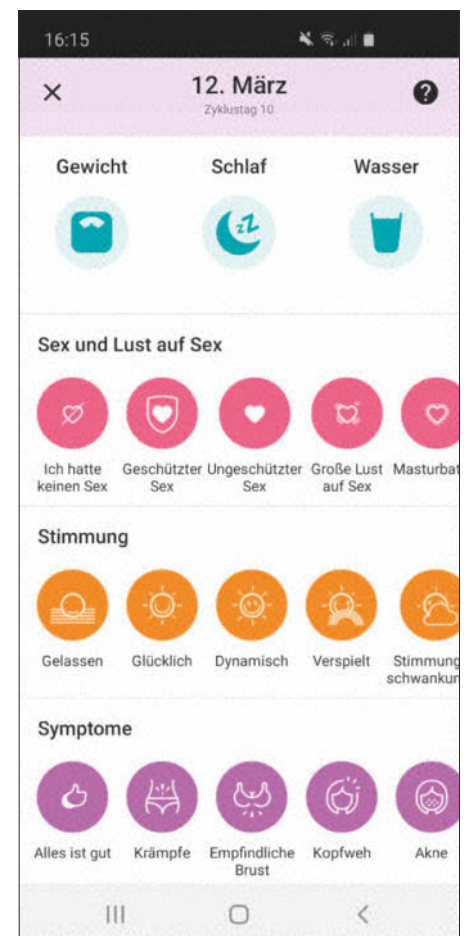 16:15
12. März
Zyklustag 10
Gewicht Schlaf Wasser
zZ
Sex und Lust auf Sex
Ich hatte Geschützter Ungeschützter Große Lust Masturbat
keinen Sex Sex Sex auf Sex
Stimmung
Gelassen Glücklich Dynamisch Verspielt Stimmung
schwankun
Symptome
Alles ist gut Krämpfe Empfindliche Kopfweh Akne
Brust